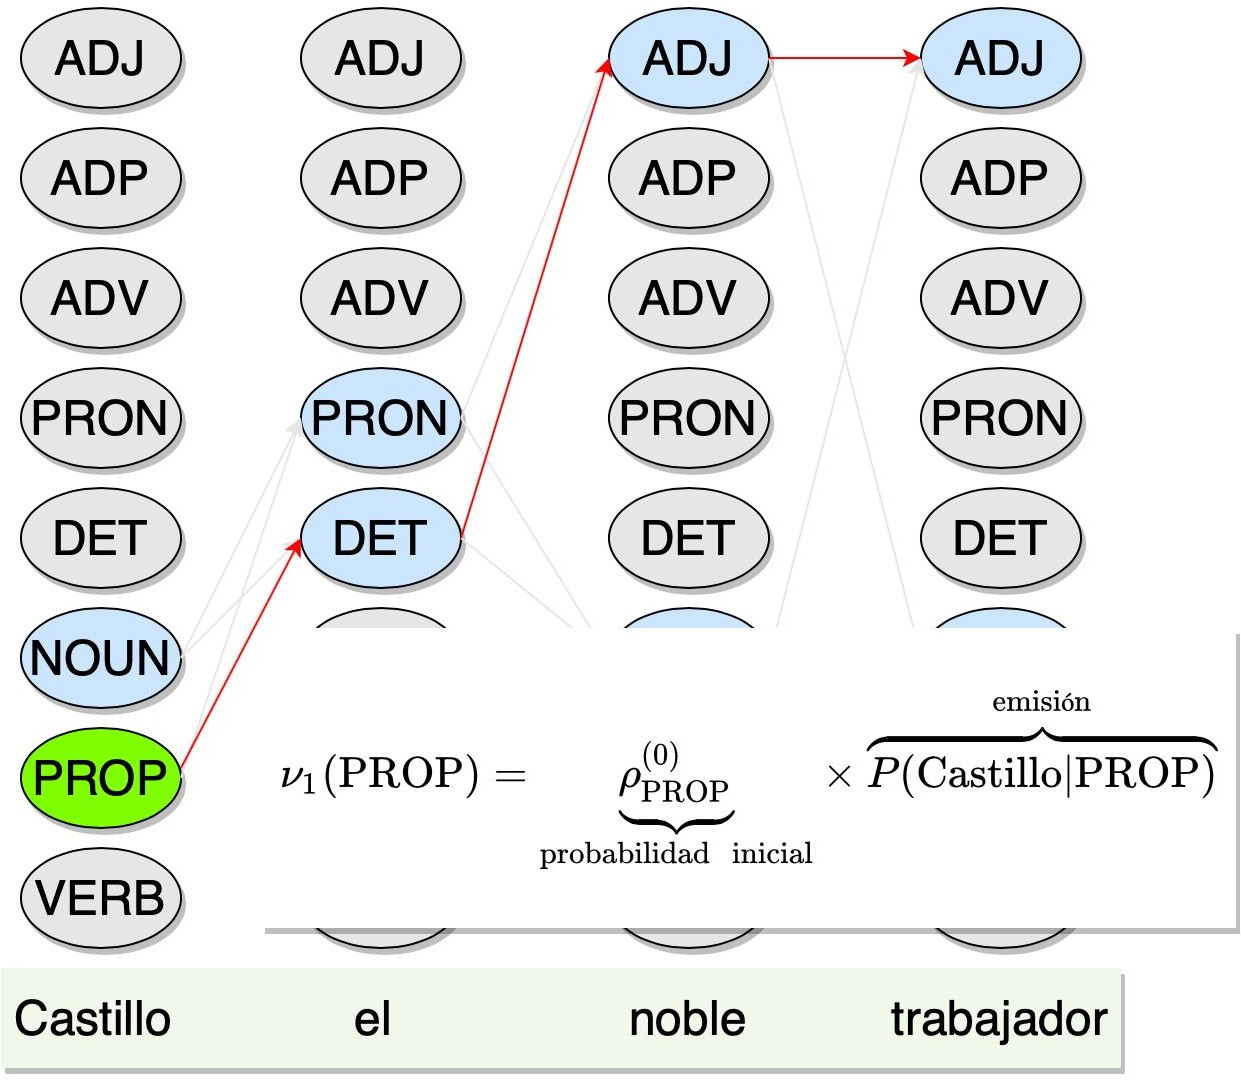 ADJ ADJ ADJ ADJ
ADP ADP ADP ADP
ADV ADV ADV ADV
PRON PRON PRON PRON
DET DET DET DET
NOUN
PROP
VERB
emisión
ν₁(PROP) = ρ_PROP^(0) × P(Castillo|PROP)
probabilidad inicial
Castillo el noble trabajador